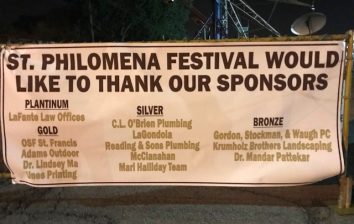 ST. PHILOMENA FESTIVAL WOULD
LIKE TO THANK OUR SPONSORS
PLANTINUM
LaFante Law Offices
GOLD
OSF St. Francis
Adams Outdoor
Dr. Lindsey Ma
Printing
SILVER
C.L. O'Brien Plumbing
LaGondola
Reading & Sons Plumbing
McClanahan
Mari Halliday Team
BRONZE
Gordon, Stockman, & Waugh PC
Krumholz Brothers Landscaping
Dr. Mandar Pattekar